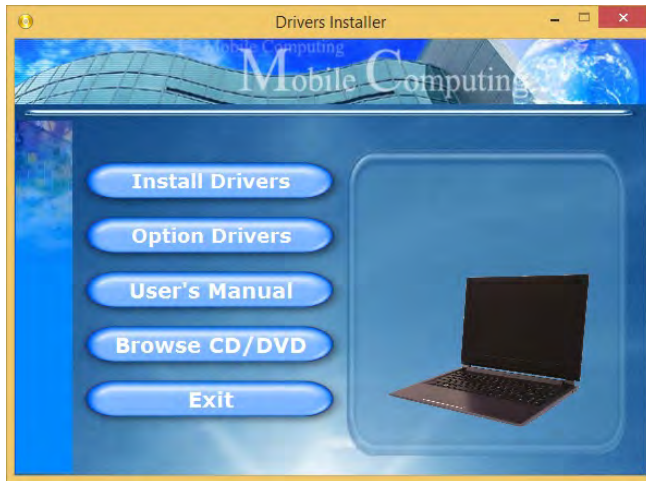 Drivers Installer
Mobile Computing
Mobile Computing
Install Drivers
Option Drivers
User's Manual
Browse CD/DVD
Exit